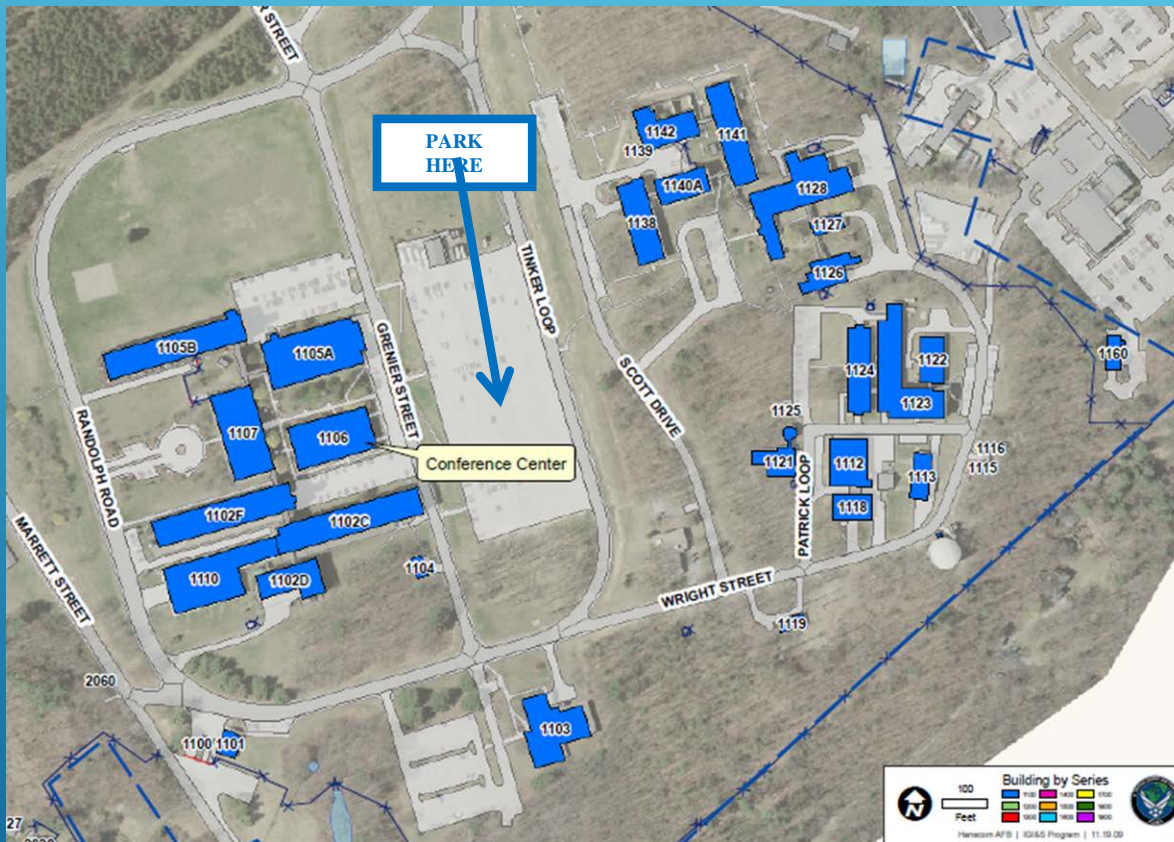 R STREET
PARK
HERE
1142
1141
1139
1140A
1128
1138
1127
1126
TINKER LOOP
GRENIER STREET
SCOTT DRIVE
1105B
1105A
1107
1106
Conference Center
RANDOLPH ROAD
1102F
1102C
1110
1102D
1104
MARRETT STREET
1124
1122
1123
1160
1125
1121
1112
1113
1116
1115
1118
PATRICK LOOP
WRIGHT STREET
1119
2060
1103
1100
1101
27
N
100
Feet
Building by Series
1100 1400 1700
1200 1500 1800
1300 1600 1900
Hanscom AFB | IGI&S Program | 11.19.09